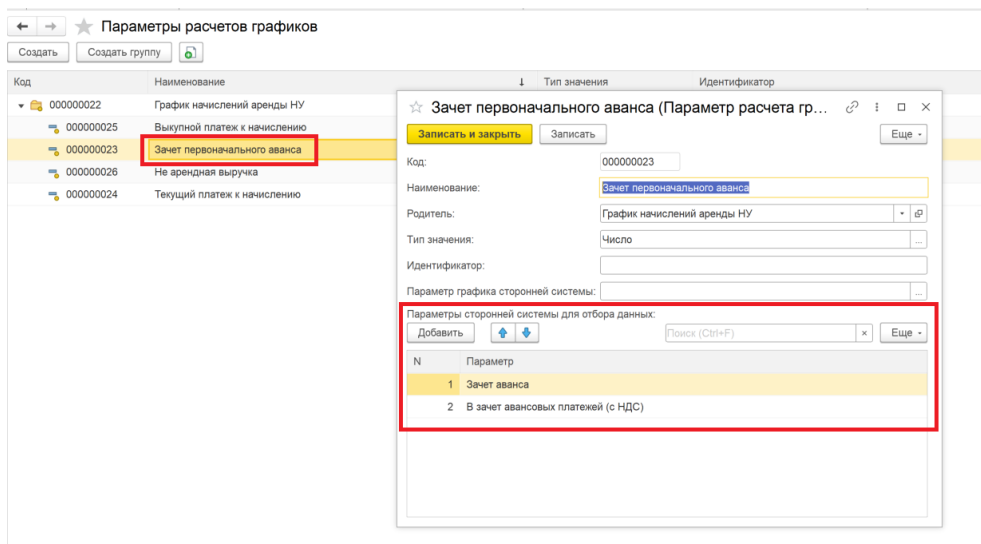 Параметры расчетов графиков
Создать Создать группу
Код Наименование ↓ Тип значения Идентификатор
000000022 График начислений аренды НУ
000000025 Выкупной платеж к начислению
000000023 Зачет первоначального аванса
000000026 Не арендная выручка
000000024 Текущий платеж к начислению
Зачет первоначального аванса (Параметр расчета гр...
Записать и закрыть Записать Еще
Код: 000000023
Наименование: Зачет первоначального аванса
Родитель: График начислений аренды НУ
Тип значения: Число ...
Идентификатор:
Параметр графика сторонней системы: ...
Параметры сторонней системы для отбора данных:
Добавить Поиск (Ctrl+F) × Еще
N Параметр
1 Зачет аванса
2 В зачет авансовых платежей (с НДС)